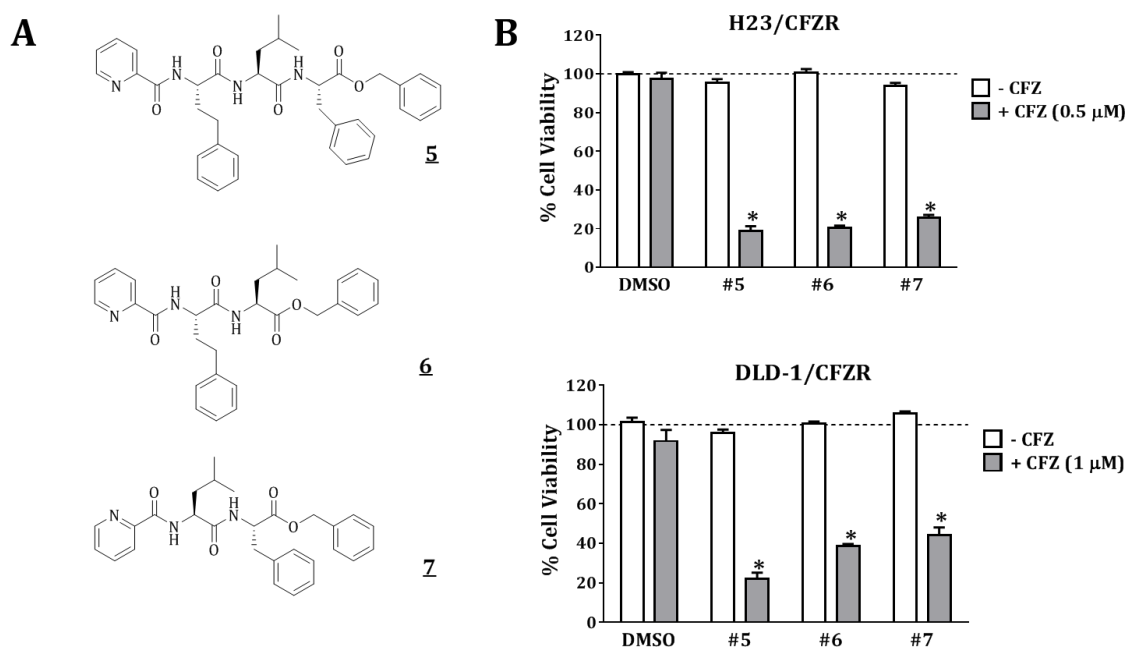 A
N
O
H
N
O
N
H
O
H
N
O
O
5
N
O
H
N
O
N
H
O
O
6
N
O
N
H
O
H
N
O
O
7
B
H23/CFZR
% Cell Viability
120
100
80
60
40
20
0
*
*
*
DMSO #5 #6 #7
- CFZ
+ CFZ (0.5 μM)
DLD-1/CFZR
% Cell Viability
120
100
80
60
40
20
0
*
*
*
DMSO #5 #6 #7
- CFZ
+ CFZ (1 μM)